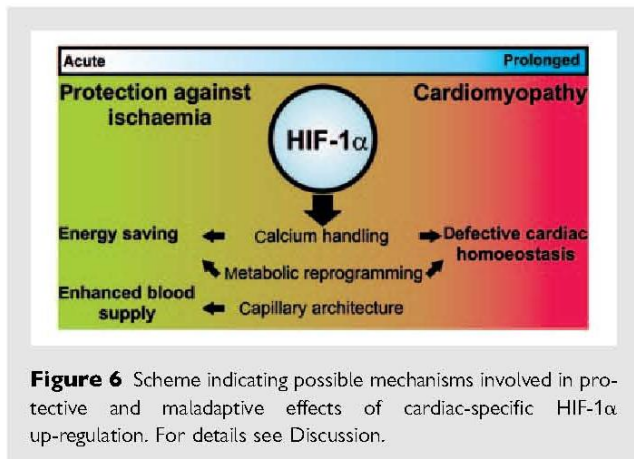 Acute
Prolonged
Protection against
ischaemia
Cardiomyopathy
HIF-1α
Energy saving
Calcium handling
Defective cardiac
homoeostasis
Metabolic reprogramming
Enhanced blood
supply
Capillary architecture
Figure 6 Scheme indicating possible mechanisms involved in pro-
tective and maladaptive effects of cardiac-specific HIF-1α
up-regulation. For details see Discussion.